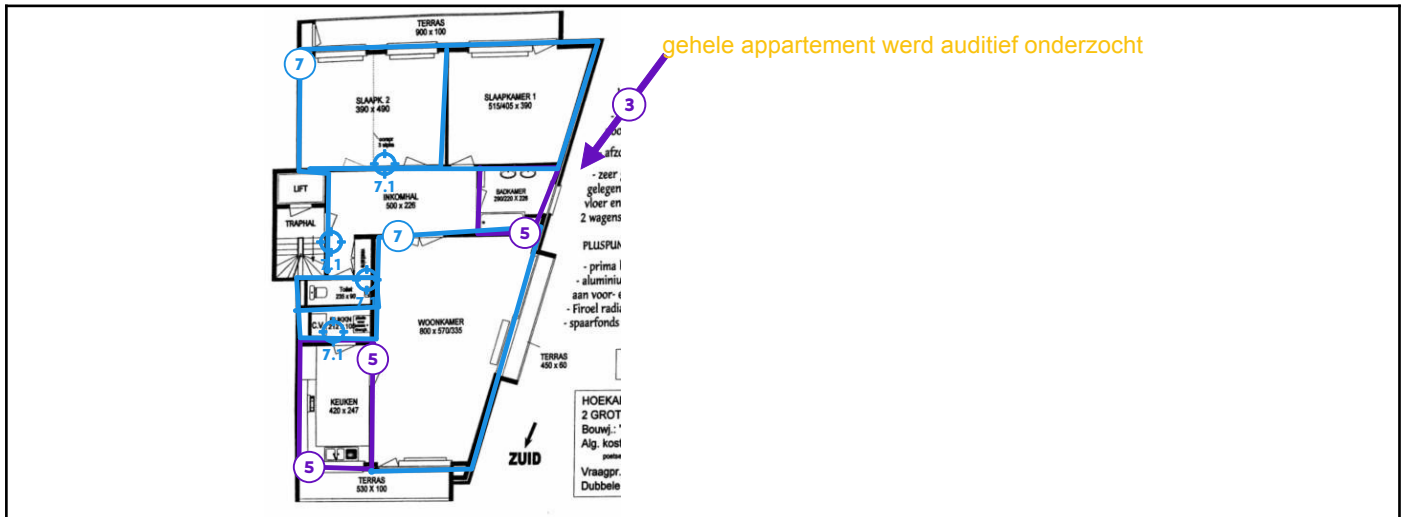 TERRAS
900 x 100
gehele appartement werd auditief onderzocht
7
SLAAPK. 2
390 x 490
SLAAPKAMER 1
515/405 x 390
3
7.1
LIFT
INKOMHAL
500 x 226
BADKAMER
290/220 X 226
TRAPHAL
7
5
- zeer
gelegen
vloer en
2 wagens
PLUSPUN
- prima
- aluminiu
aan voor- e
- Firoel radia
- spaarfonds
Toilet
235 x 90
C.V.
7.1
WOONKAMER
800 x 570/335
TERRAS
450 x 60
5
KEUKEN
420 x 247
5
ZUID
HOEKA
2 GROT
Bouwj.:
Alg. kost
Vraagpr.
Dubbele
TERRAS
530 X 100